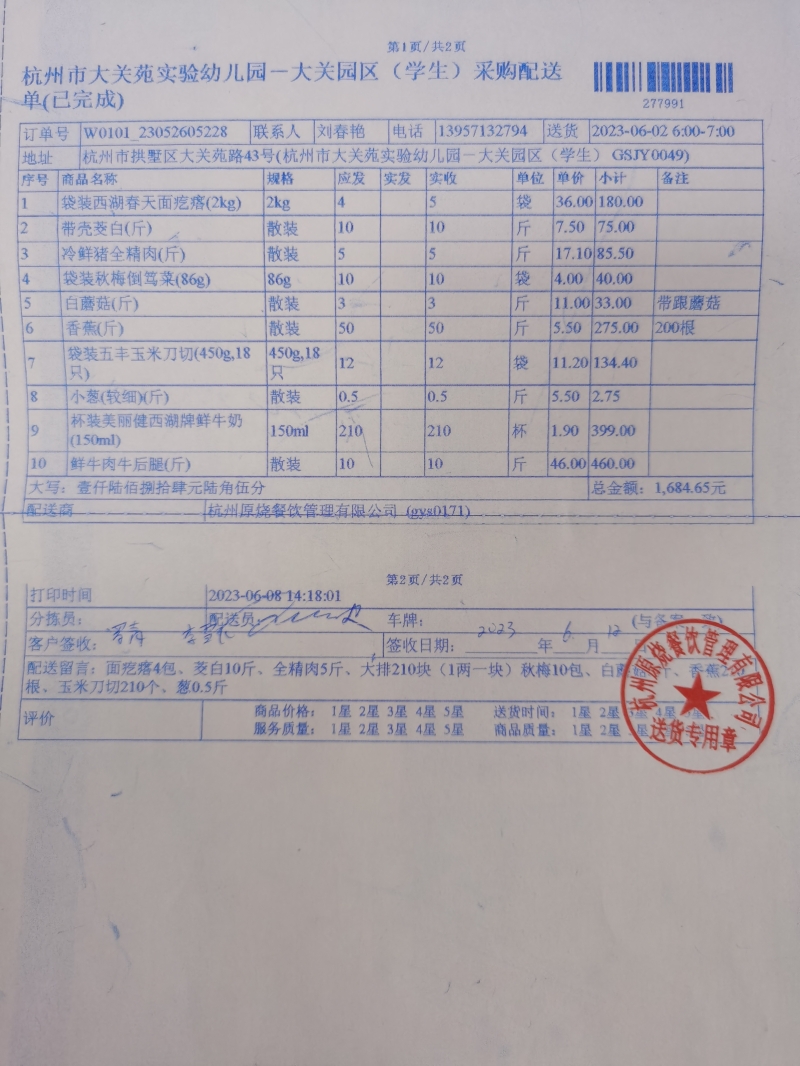 第1页/共2页
杭州市大关苑实验幼儿园－大关园区（学生）采购配送
单(已完成)
277991
订单号 W0101_23052605228 联系人 刘春艳 电话 13957132794 送货 2023-06-02 6:00-7:00
地址 杭州市拱墅区大关苑路43号(杭州市大关苑实验幼儿园－大关园区（学生） GSJY0049)
序号 商品名称 规格 应发 实发 实收 单位 单价 小计 备注
1 袋装西湖春天面疙瘩(2kg) 2kg 4 5 袋 36.00 180.00
2 带壳茭白(斤) 散装 10 10 斤 7.50 75.00
3 冷鲜猪全精肉(斤) 散装 5 5 斤 17.10 85.50
4 袋装秋梅倒笃菜(86g) 86g 10 10 袋 4.00 40.00
5 白蘑菇(斤) 散装 3 3 斤 11.00 33.00 带跟蘑菇
6 香蕉(斤) 散装 50 50 斤 5.50 275.00 200根
7 袋装五丰玉米刀切(450g,18只) 450g,18只 12 12 袋 11.20 134.40
8 小葱(较细)(斤) 散装 0.5 0.5 斤 5.50 2.75
9 杯装美丽健西湖牌鲜牛奶(150ml) 150ml 210 210 杯 1.90 399.00
10 鲜牛肉牛后腿(斤) 散装 10 10 斤 46.00 460.00
大写：壹仟陆佰捌拾肆元陆角伍分 总金额：1,684.65元
配送商 杭州原烧餐饮管理有限公司 (gys0171)
第2页/共2页
打印时间 2023-06-08 14:18:01
分拣员： 配送员： 车牌： (与备案一致)
客户签收： 签收日期： 2023 年 6 月 12
配送留言：面疙瘩4包、茭白10斤、全精肉5斤、大排210块（1两一块）秋梅10包、白蘑菇 斤、香蕉
根、玉米刀切210个、葱0.5斤
评价 商品价格： 1星 2星 3星 4星 5星 送货时间： 1星 2星 3星 4星
服务质量： 1星 2星 3星 4星 5星 商品质量： 1星 2星
杭州原烧餐饮管理有限公司
送货专用章